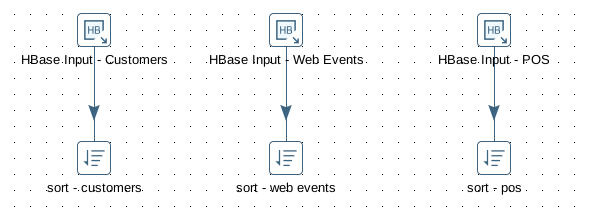 HB HB HB
HBase Input - Customers HBase Input - Web Events HBase Input - POS
sort - customers sort - web events sort - pos